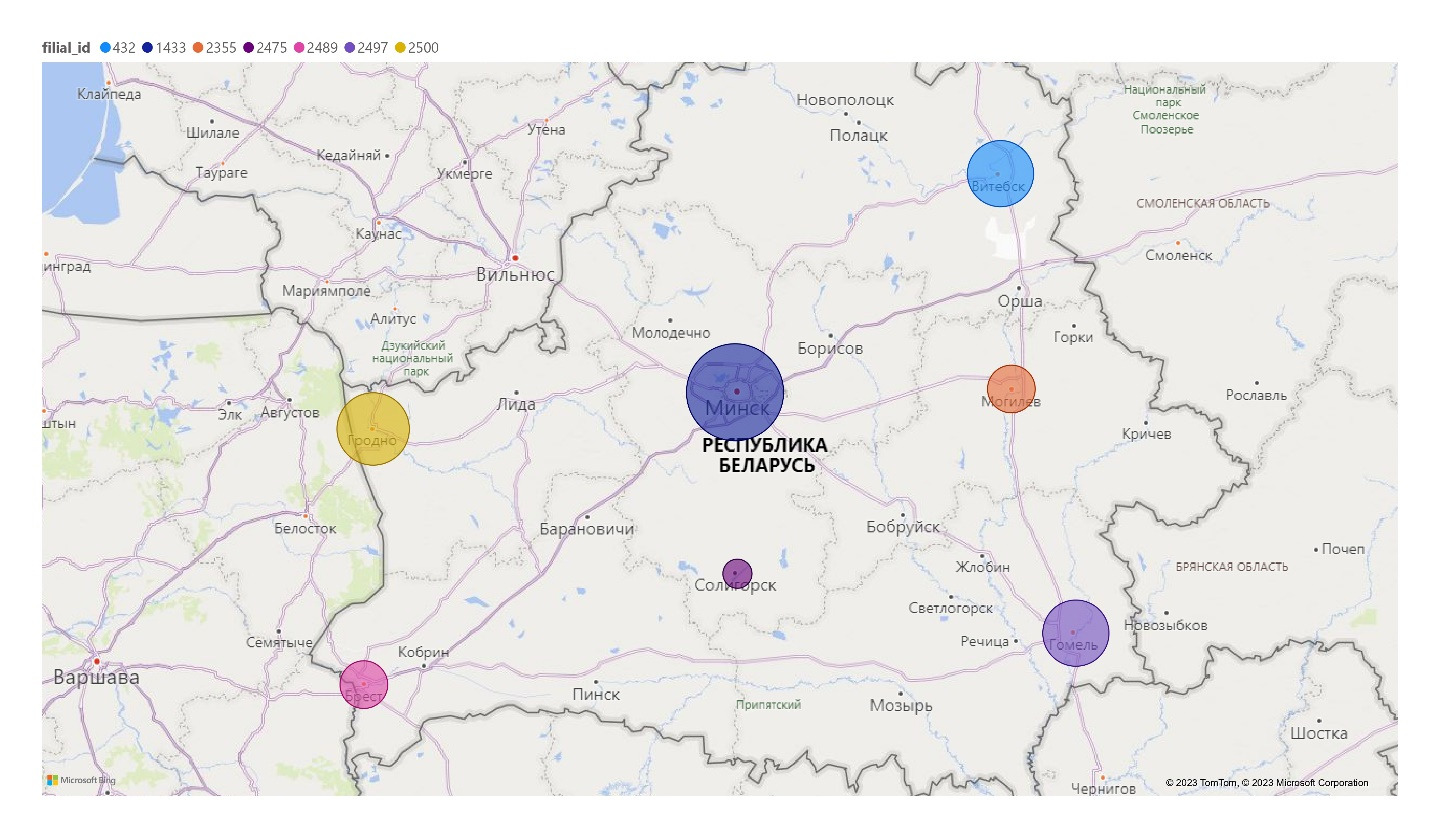 filial_id 432 1433 2355 2475 2489 2497 2500
Клайпеда
Шилале
Таураге
Кедайняй
Утена
Укмерге
Новополоцк
Полацк
Национальный
парк
Смоленское
Поозерье
Витебск
СМОЛЕНСКАЯ ОБЛАСТЬ
Каунас
Вильнюс
Смоленск
инград
Мариямполе
Алитус
Орша
Дзукийский
национальный
парк
Молодечно
Борисов
Горки
Элк
Августов
Лида
Минск
Могилев
Рославль
штын
Гродно
РЕСПУБЛИКА
БЕЛАРУСЬ
Кричев
Белосток
Барановичи
Бобруйск
Почеп
Солигорск
Жлобин
БРЯНСКАЯ ОБЛАСТЬ
Светлогорск
Новозыбков
Семятыче
Кобрин
Речица
Гомель
Варшава
Брест
Пинск
Припятский
Мозырь
Шостка
Microsoft Bing
Чернигов
© 2023 TomTom, © 2023 Microsoft Corporation